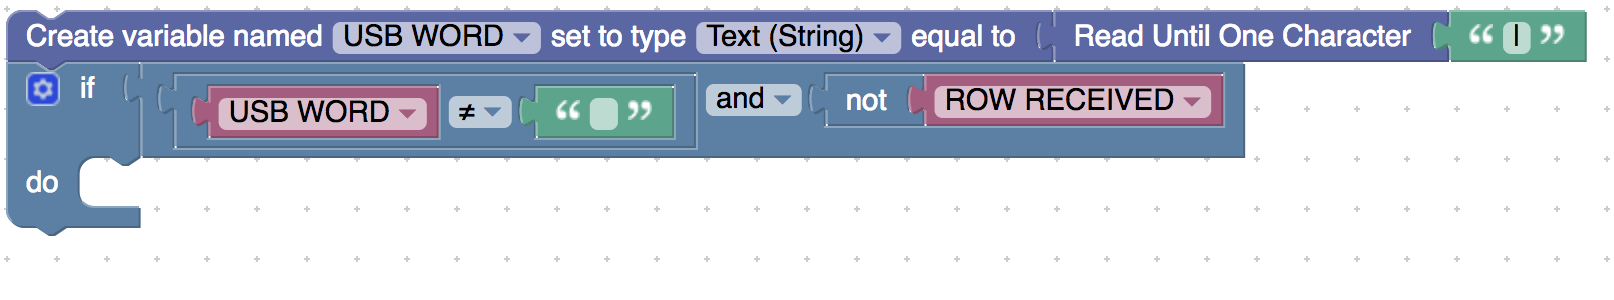 Create variable named USB WORD set to type Text (String) equal to Read Until One Character “ | ”
if USB WORD ≠ “ ” and not ROW RECEIVED
do